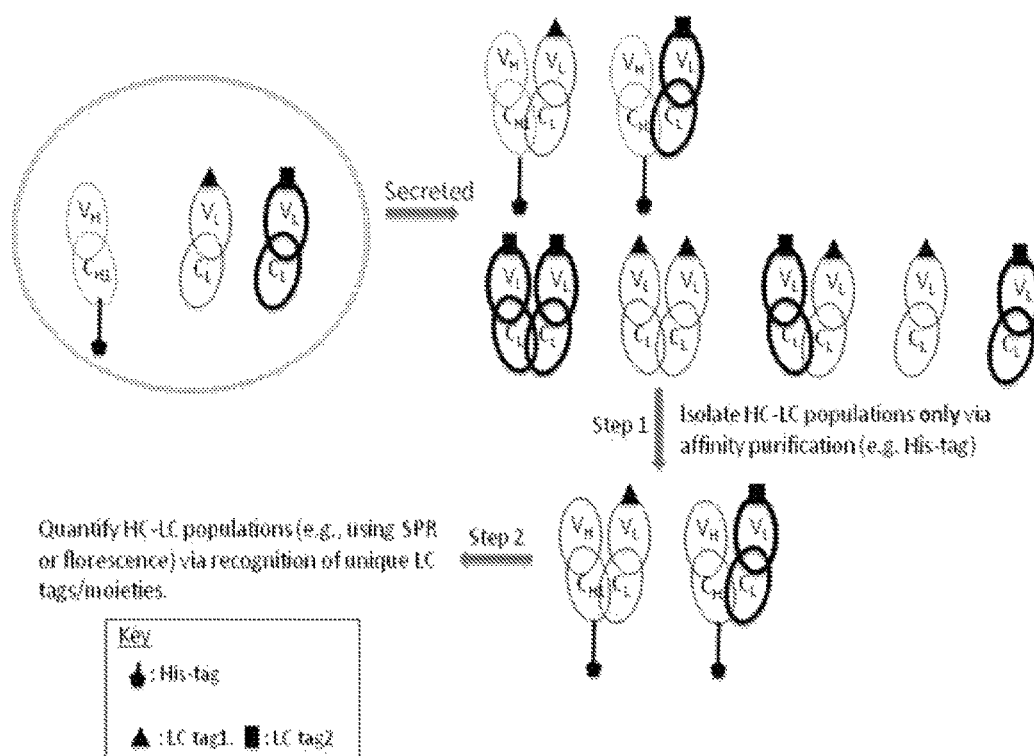 V_H V_L V_L
C_H1 C_L C_L
V_H V_L V_L
C_H1 C_L C_L
Secreted
V_L V_L V_L V_L V_L V_L V_L V_L
C_L C_L C_L C_L C_L C_L C_L C_L
Step 1
Isolate HC-LC populations only via
affinity purification (e.g. His-tag)
V_H V_L V_H V_L
C_H1 C_L C_H1 C_L
Step 2
Quantify HC-LC populations (e.g., using SPR
or florescence) via recognition of unique LC
tags/moieties.
Key
: His-tag
: LC tag1. : LC tag2